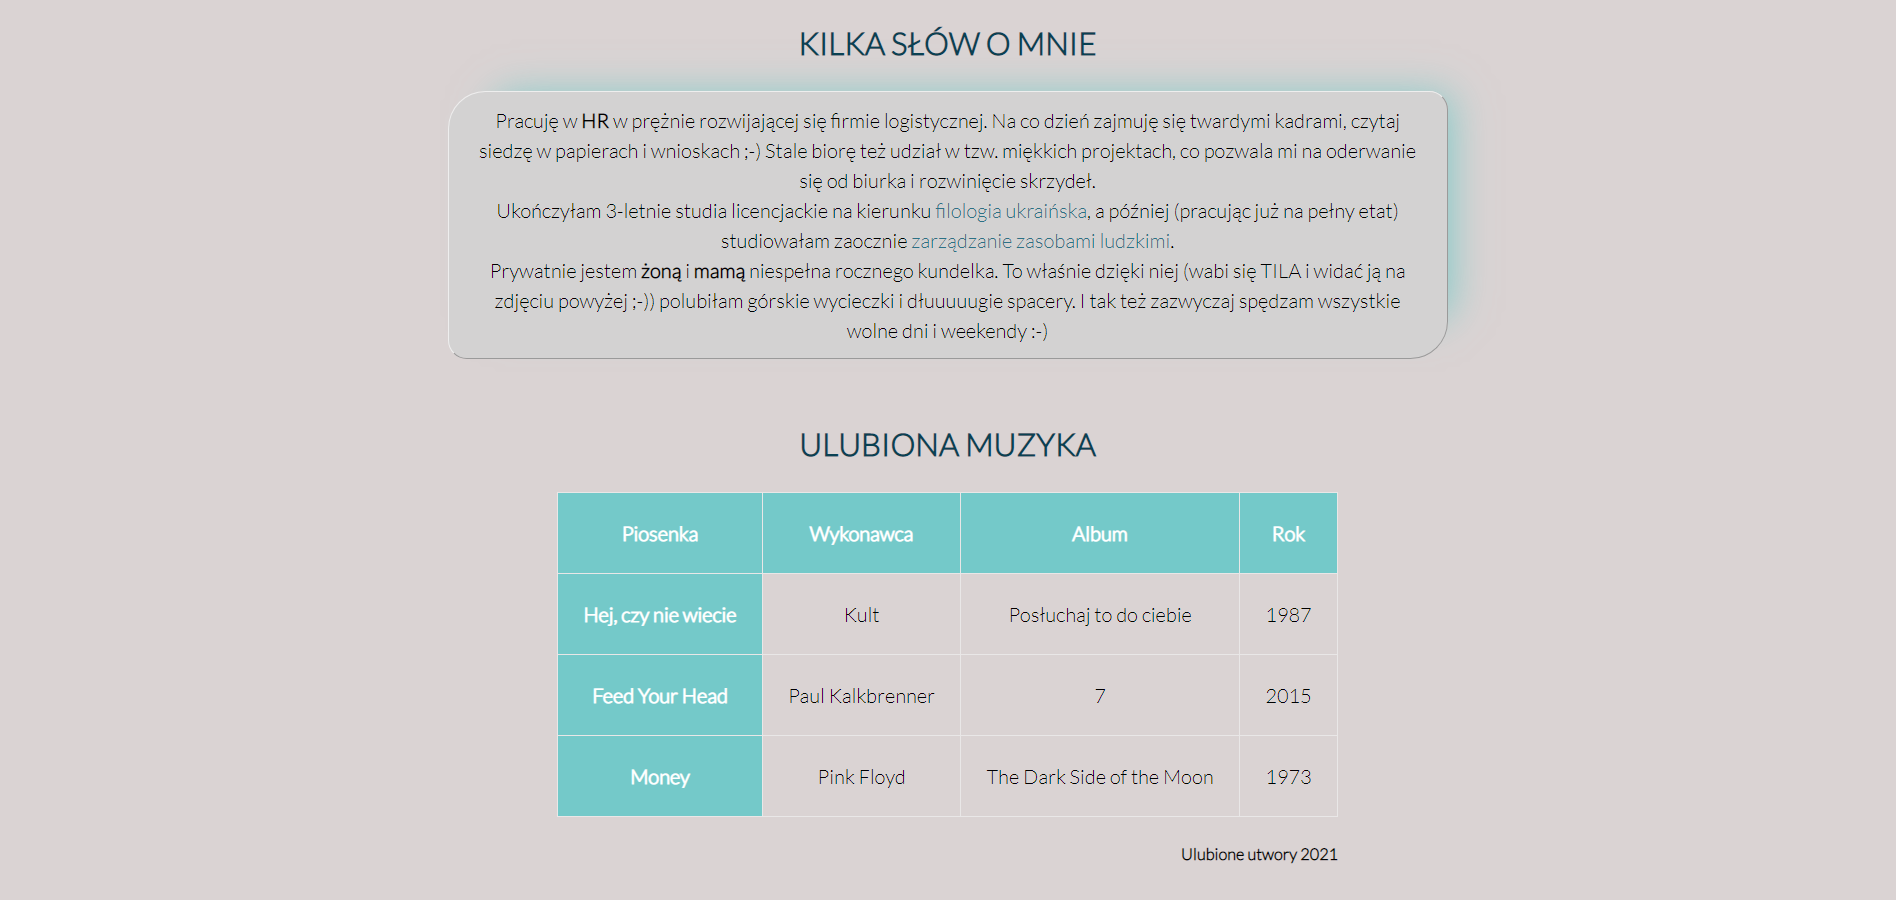 KILKA SŁÓW O MNIE
Pracuję w HR w prężnie rozwijającej się firmie logistycznej. Na co dzień zajmuję się twardymi kadrami, czytaj
siedzę w papierach i wnioskach ;-) Stale biorę też udział w tzw. miękkich projektach, co pozwala mi na oderwanie
się od biurka i rozwinięcie skrzydeł.
Ukończyłam 3-letnie studia licencjackie na kierunku filologia ukraińska, a później (pracując już na pełny etat)
studiowałam zaocznie zarządzanie zasobami ludzkimi.
Prywatnie jestem żoną i mamą niespełna rocznego kundelka. To właśnie dzięki niej (wabi się TILA i widać ją na
zdjęciu powyżej ;-)) polubiłam górskie wycieczki i dłuuuuugie spacery. I tak też zazwyczaj spędzam wszystkie
wolne dni i weekendy :-)
ULUBIONA MUZYKA
Piosenka Wykonawca Album Rok
Hej, czy nie wiecie Kult Posłuchaj to do ciebie 1987
Feed Your Head Paul Kalkbrenner 7 2015
Money Pink Floyd The Dark Side of the Moon 1973
Ulubione utwory 2021